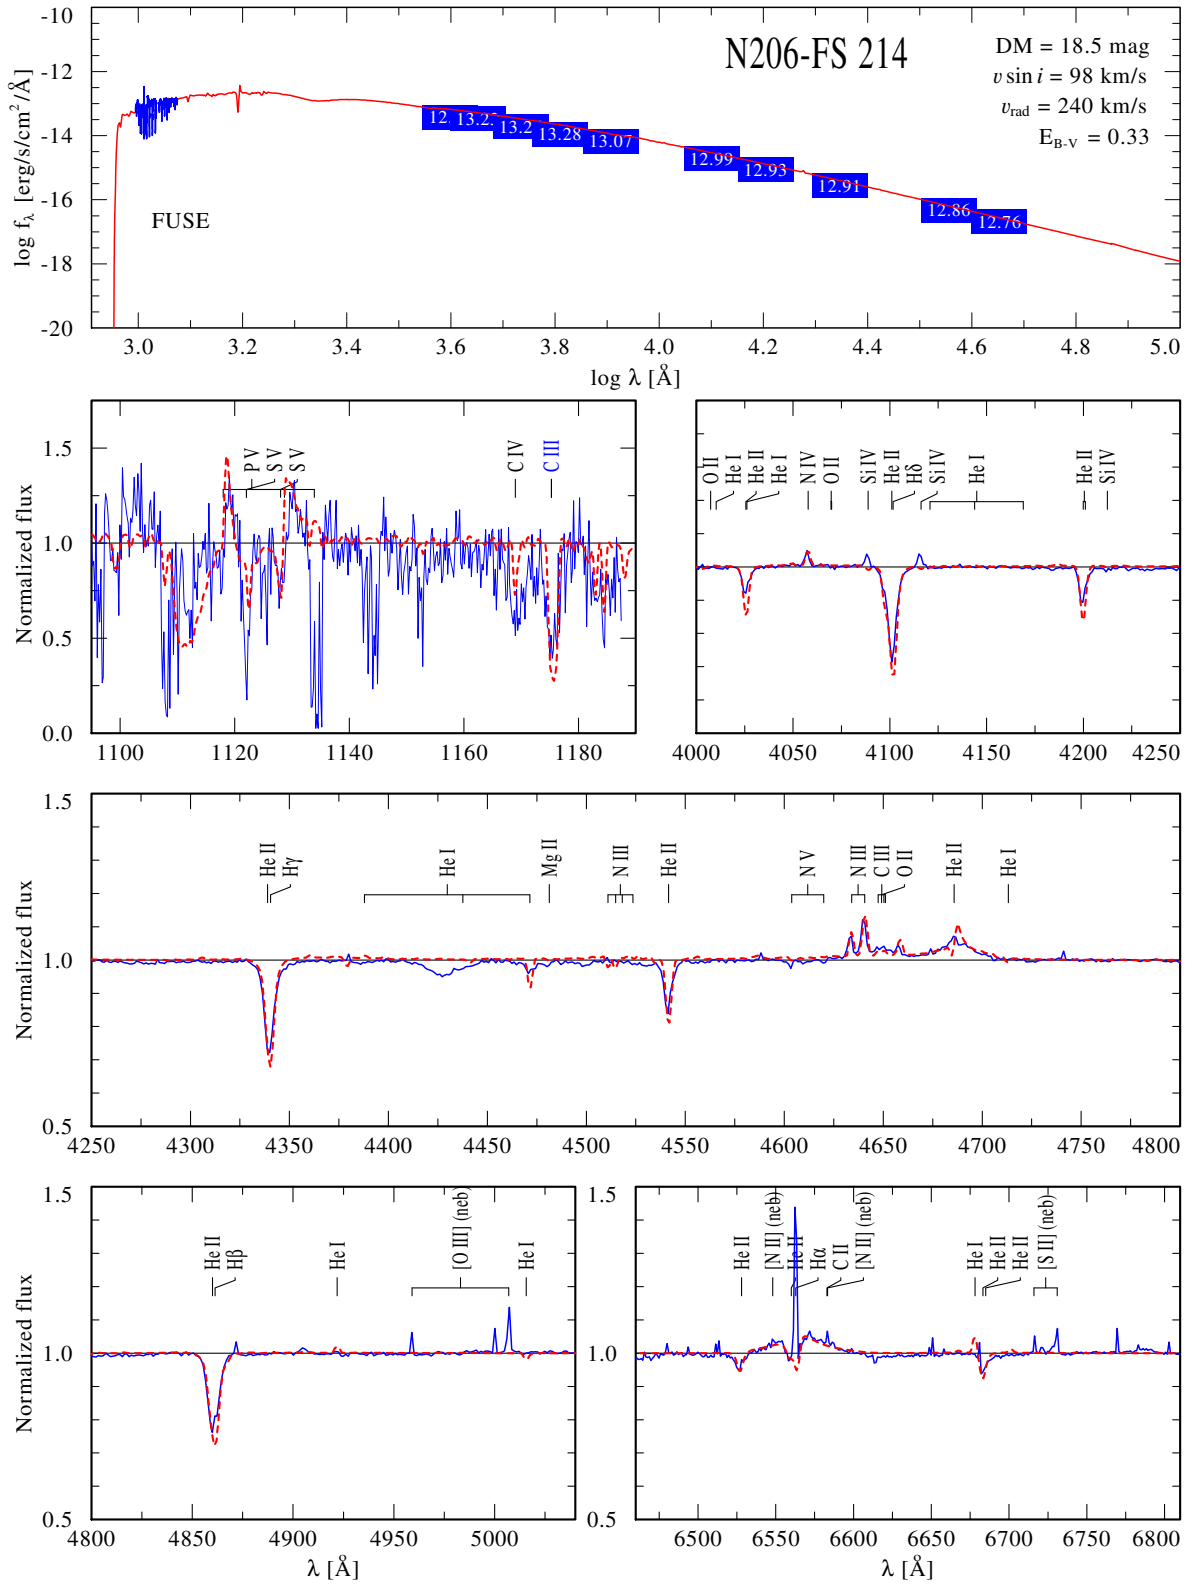 N206-FS 214
DM = 18.5 mag
v sin i = 98 km/s
v_rad = 240 km/s
E_B-V = 0.33
log f_λ [erg/s/cm²/Å]
-10
-12
-14
-16
-18
-20
FUSE
13.28
13.07
12.99
12.93
12.91
12.86
12.76
3.0 3.2 3.4 3.6 3.8 4.0 4.2 4.4 4.6 4.8 5.0
log λ [Å]
Normalized flux
1.5
1.0
0.5
0.0
P V
S V
S V
C IV
C III
1100 1120 1140 1160 1180
O II
He I
He II
He I
N IV
O II
Si IV
He II
Hδ
Si IV
He I
He II
Si IV
4000 4050 4100 4150 4200 4250
Normalized flux
1.5
1.0
0.5
He II
Hγ
He I
Mg II
N III
He II
N V
N III
C III
O II
He II
He I
4250 4300 4350 4400 4450 4500 4550 4600 4650 4700 4750 4800
Normalized flux
1.5
1.0
0.5
He II
Hβ
He I
[O III] (neb)
He I
4800 4850 4900 4950 5000
λ [Å]
1.5
1.0
0.5
He II
[N II] (neb)
He II
Hα
C II
[N II] (neb)
He I
He II
He II
[S II] (neb)
6500 6550 6600 6650 6700 6750 6800
λ [Å]